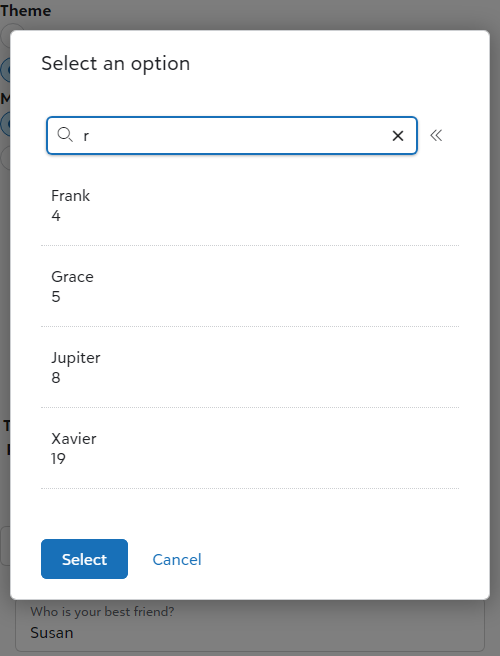 Theme
Select an option
r
Frank
4
Grace
5
Jupiter
8
Xavier
19
Select
Cancel
Who is your best friend?
Susan